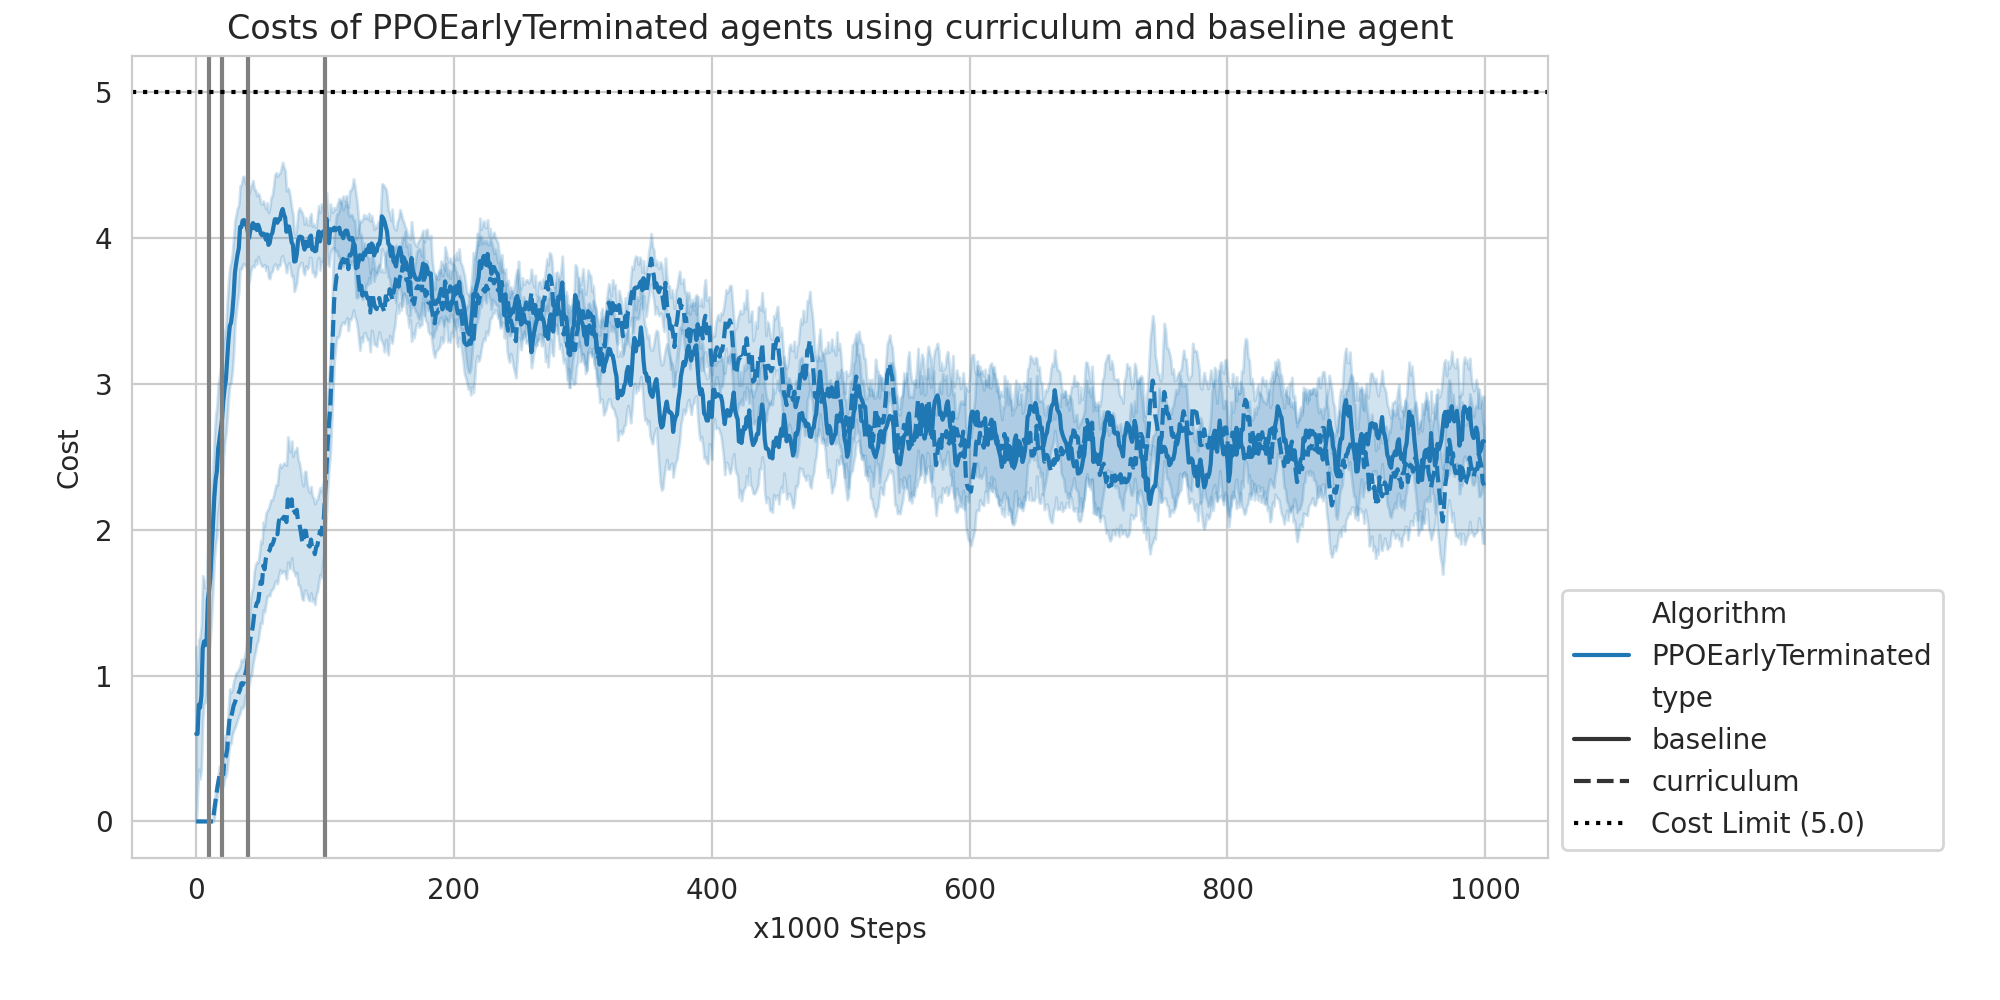 Costs of PPOEarlyTerminated agents using curriculum and baseline agent
5
4
3
2
1
0
Cost
0 200 400 600 800 1000
x1000 Steps
Algorithm
PPOEarlyTerminated
type
baseline
curriculum
Cost Limit (5.0)